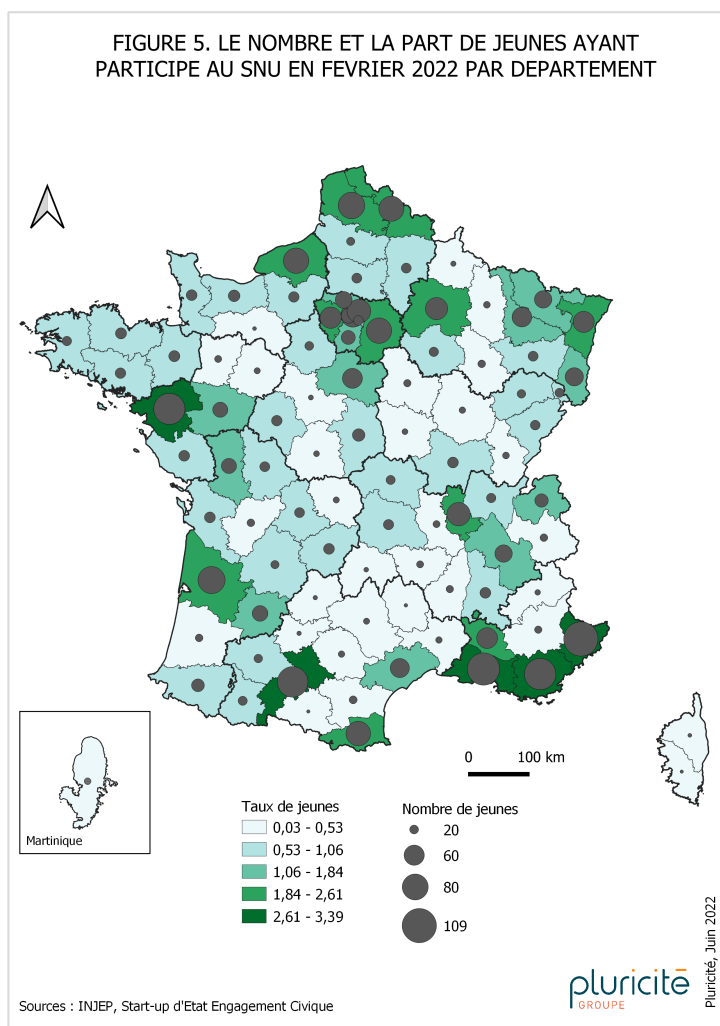 FIGURE 5. LE NOMBRE ET LA PART DE JEUNES AYANT
PARTICIPE AU SNU EN FEVRIER 2022 PAR DEPARTEMENT
Martinique
0 100 km
Taux de jeunes
0,03 - 0,53
0,53 - 1,06
1,06 - 1,84
1,84 - 2,61
2,61 - 3,39
Nombre de jeunes
20
60
80
109
Pluricité, Juin 2022
pluricité
GROUPE
Sources : INJEP, Start-up d'Etat Engagement Civique